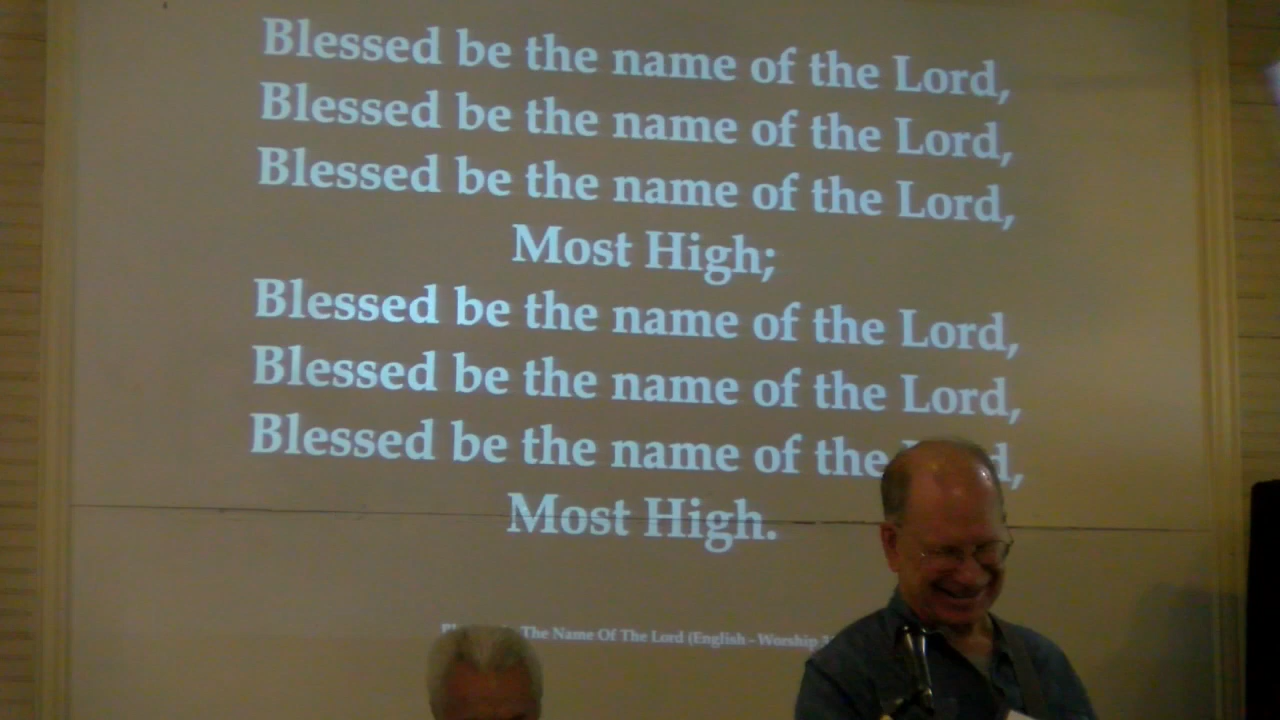 Blessed be the name of the Lord,
Blessed be the name of the Lord,
Blessed be the name of the Lord,
Most High;
Blessed be the name of the Lord,
Blessed be the name of the Lord,
Blessed be the name of the
Most High.
The Name Of The Lord (English - Worship